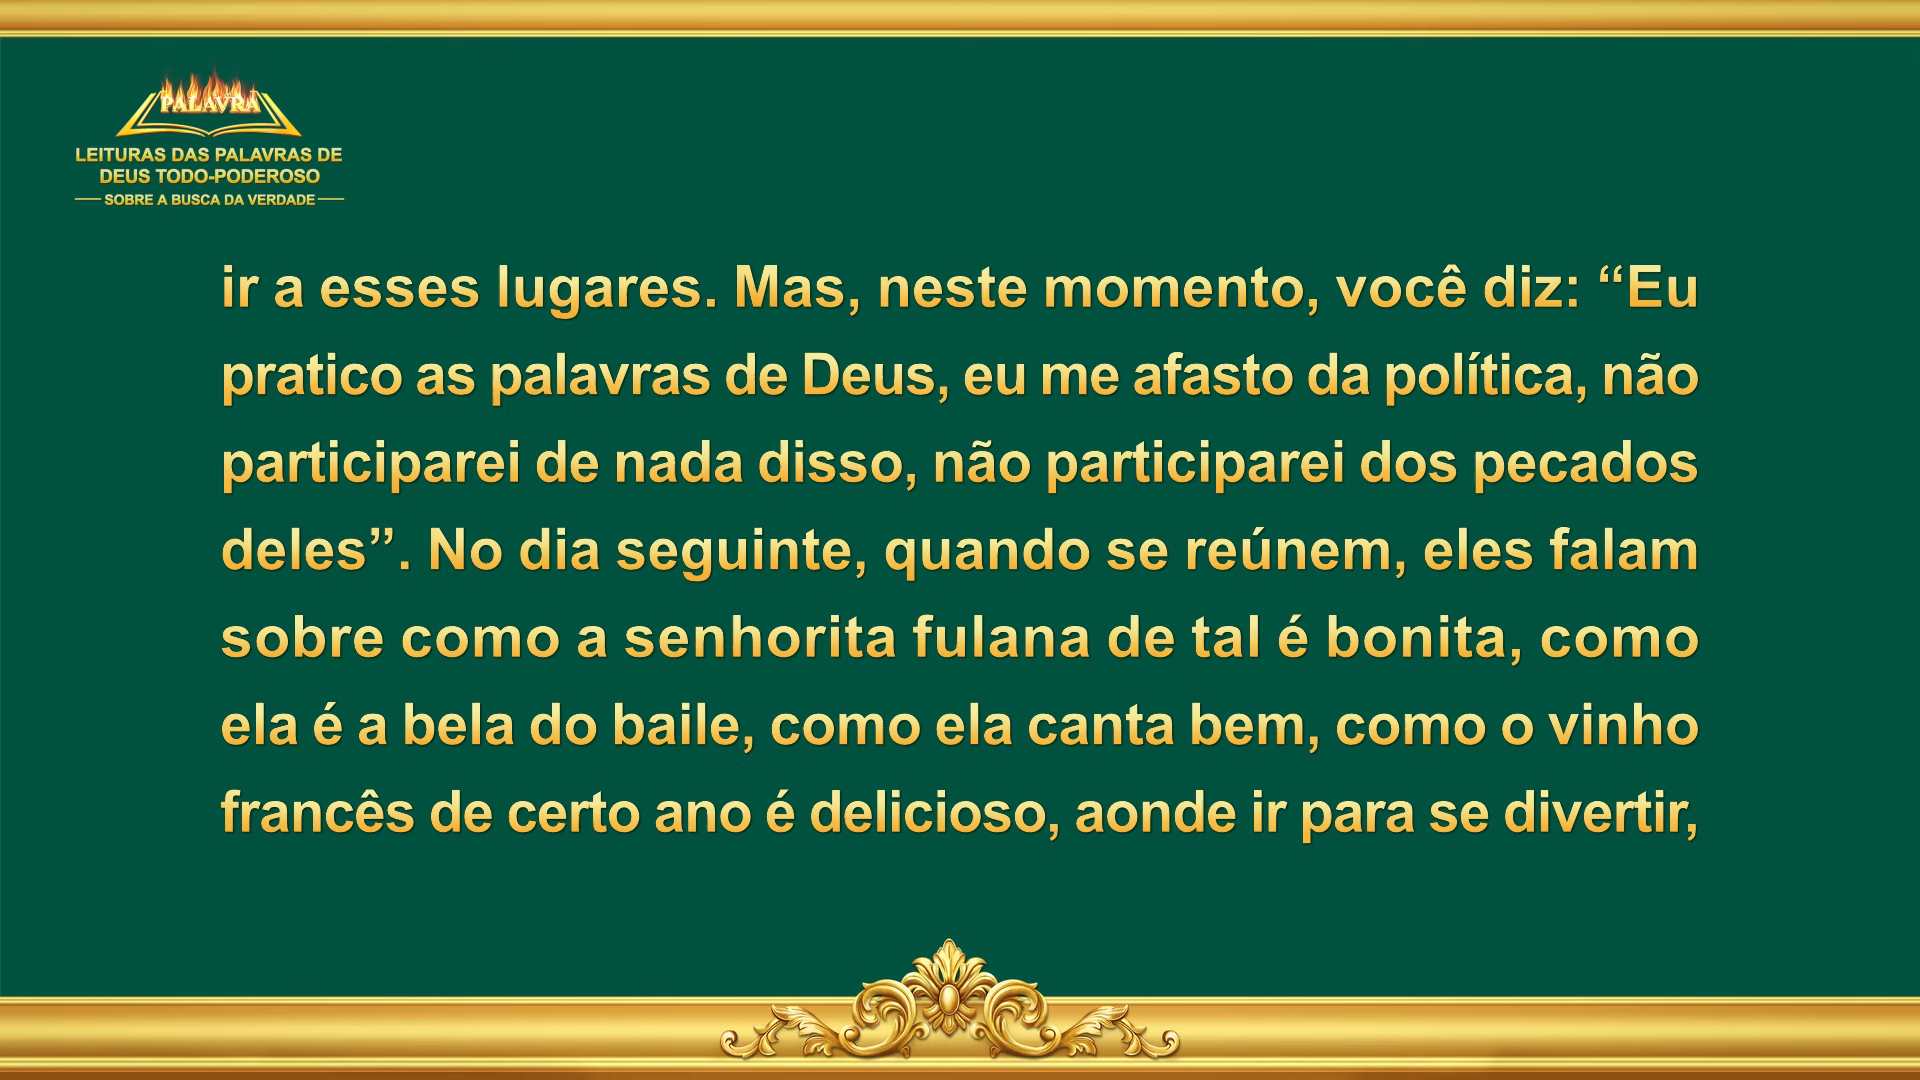 PALAVRA
LEITURAS DAS PALAVRAS DE
DEUS TODO-PODEROSO
SOBRE A BUSCA DA VERDADE
ir a esses lugares. Mas, neste momento, você diz: “Eu
pratico as palavras de Deus, eu me afasto da política, não
participarei de nada disso, não participarei dos pecados
deles”. No dia seguinte, quando se reúnem, eles falam
sobre como a senhorita fulana de tal é bonita, como
ela é a bela do baile, como ela canta bem, como o vinho
francês de certo ano é delicioso, aonde ir para se divertir,